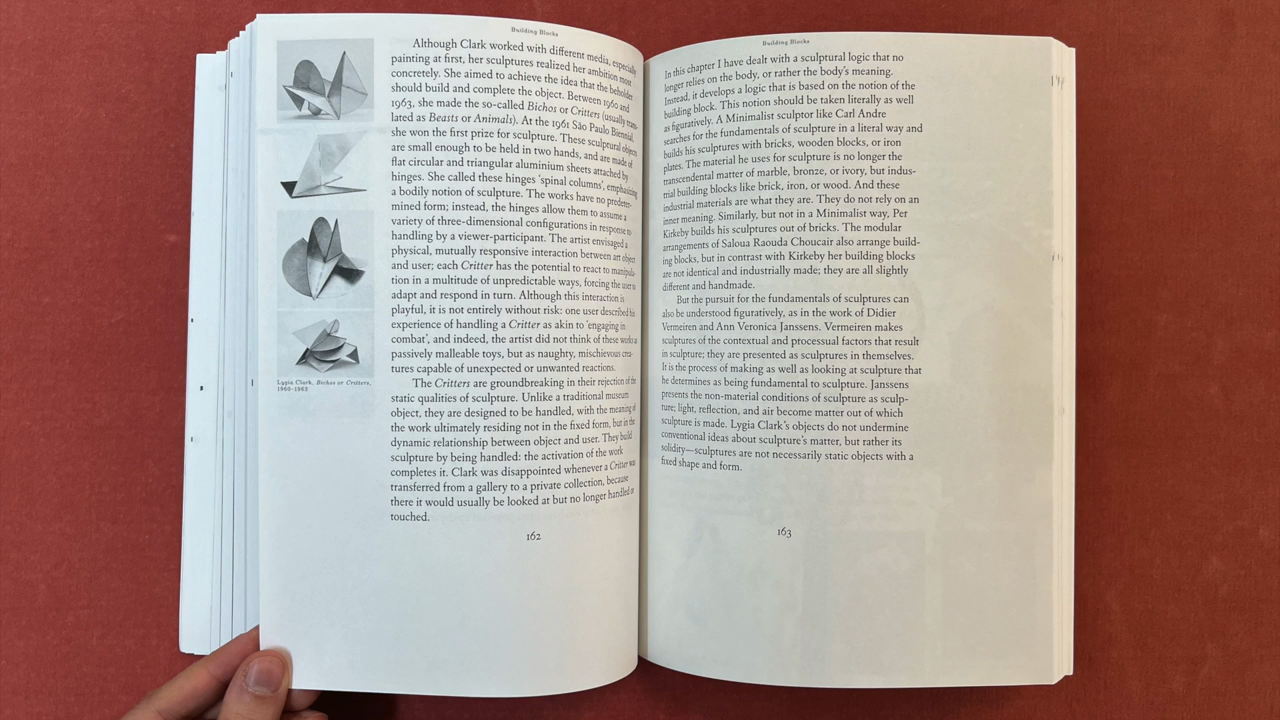 Building Blocks
Although Clark worked with different media, especially
painting at first, her sculptures realized her ambition most
concretely. She aimed to achieve the idea that the beholder
should build and complete the object. Between 1960 and
1963, she made the so-called Bichos or Critters (usually trans-
lated as Beasts or Animals). At the 1961 São Paulo Biennial,
she won the first prize for sculpture. These sculptural objects
are small enough to be held in two hands, and are made of
flat circular and triangular aluminium sheets attached by
hinges. She called these hinges ‘spinal columns’, emphasizing
a bodily notion of sculpture. The works have no predeter-
mined form; instead, the hinges allow them to assume a
variety of three-dimensional configurations in response to
handling by a viewer-participant. The artist envisaged a
physical, mutually responsive interaction between art object
and user; each Critter has the potential to react to manipula-
tion in a multitude of unpredictable ways, forcing the user to
adapt and respond in turn. Although this interaction is
playful, it is not entirely without risk: one user described his
experience of handling a Critter as akin to ‘engaging in
combat’, and indeed, the artist did not think of these works as
passively malleable toys, but as naughty, mischievous crea-
tures capable of unexpected or unwanted reactions.
The Critters are groundbreaking in their rejection of the
static qualities of sculpture. Unlike a traditional museum
object, they are designed to be handled, with the meaning of
the work ultimately residing not in the fixed form, but in the
dynamic relationship between object and user. They build
sculpture by being handled: the activation of the work
completes it. Clark was disappointed whenever a Critter was
transferred from a gallery to a private collection, because
there it would usually be looked at but no longer handled or
touched.
Lygia Clark, Bichos or Critters,
1960–1963
162
Building Blocks
In this chapter I have dealt with a sculptural logic that no
longer relies on the body, or rather the body’s meaning.
Instead, it develops a logic that is based on the notion of the
building block. This notion should be taken literally as well
as figuratively. A Minimalist sculptor like Carl Andre
searches for the fundamentals of sculpture in a literal way and
builds his sculptures with bricks, wooden blocks, or iron
plates. The material he uses for sculpture is no longer the
transcendental matter of marble, bronze, or ivory, but indus-
trial building blocks like brick, iron, or wood. And these
industrial materials are what they are. They do not rely on an
inner meaning. Similarly, but not in a Minimalist way, Per
Kirkeby builds his sculptures out of bricks. The modular
arrangements of Saloua Raouda Choucair also arrange build-
ing blocks, but in contrast with Kirkeby her building blocks
are not identical and industrially made; they are all slightly
different and handmade.
But the pursuit for the fundamentals of sculptures can
also be understood figuratively, as in the work of Didier
Vermeiren and Ann Veronica Janssens. Vermeiren makes
sculptures of the contextual and processual factors that result
in sculpture; they are presented as sculptures in themselves.
It is the process of making as well as looking at sculpture that
he determines as being fundamental to sculpture. Janssens
presents the non-material conditions of sculpture as sculp-
ture; light, reflection, and air become matter out of which
sculpture is made. Lygia Clark’s objects do not undermine
conventional ideas about sculpture’s matter, but rather its
solidity—sculptures are not necessarily static objects with a
fixed shape and form.
163